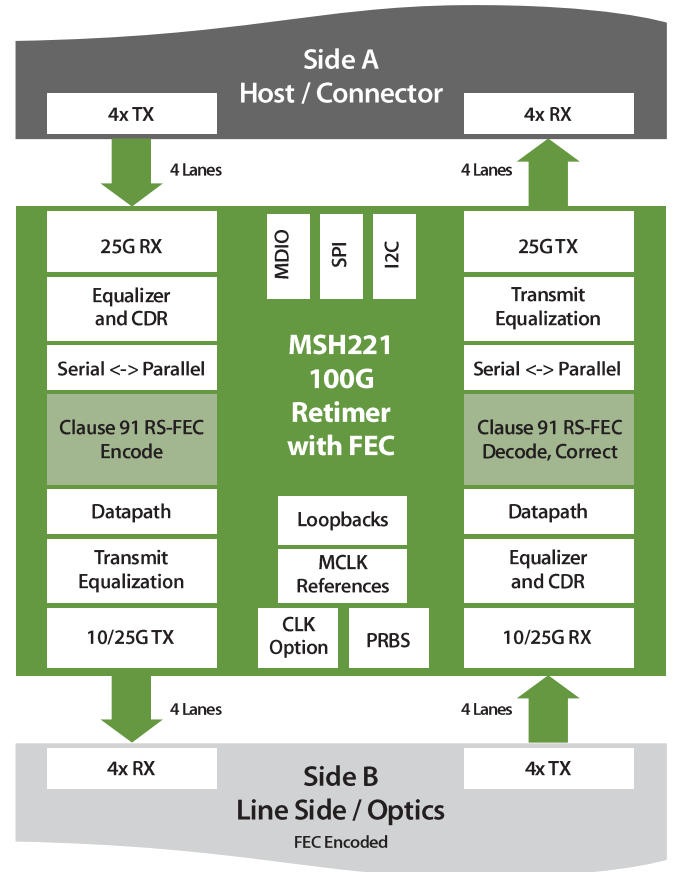 Side A
Host / Connector
4x TX
4x RX
4 Lanes
4 Lanes
25G RX
Equalizer
and CDR
Serial <-> Parallel
Clause 91 RS-FEC
Encode
Datapath
Transmit
Equalization
10/25G TX
MDIO
SPI
I2C
MSH221
100G
Retimer
with FEC
Loopbacks
MCLK
References
CLK
Option
PRBS
25G TX
Transmit
Equalization
Serial <-> Parallel
Clause 91 RS-FEC
Decode, Correct
Datapath
Equalizer
and CDR
10/25G RX
4 Lanes
4 Lanes
4x RX
4x TX
Side B
Line Side / Optics
FEC Encoded